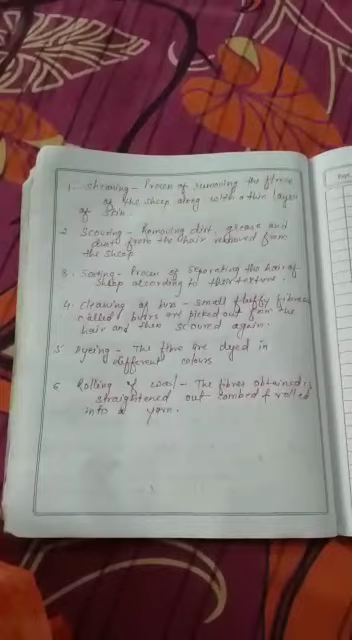 1. Shearing - Process of removing the fleece
of the sheep along with a thin layer
of skin.
2 Scouring - Removing dirt, grease and
dust from the hair removed from
the sheep
3. Sorting - Process of separating the hair of
sheep according to their texture.
4. Cleaning of burs - small fluffy fibres
called burrs are picked out from the
hair and then scoured again.
5 Dyeing - The fibre are dyed in
different colours
6 Rolling of wool - The fibres obtained is
straightened out combed & rolled
into a yarn.